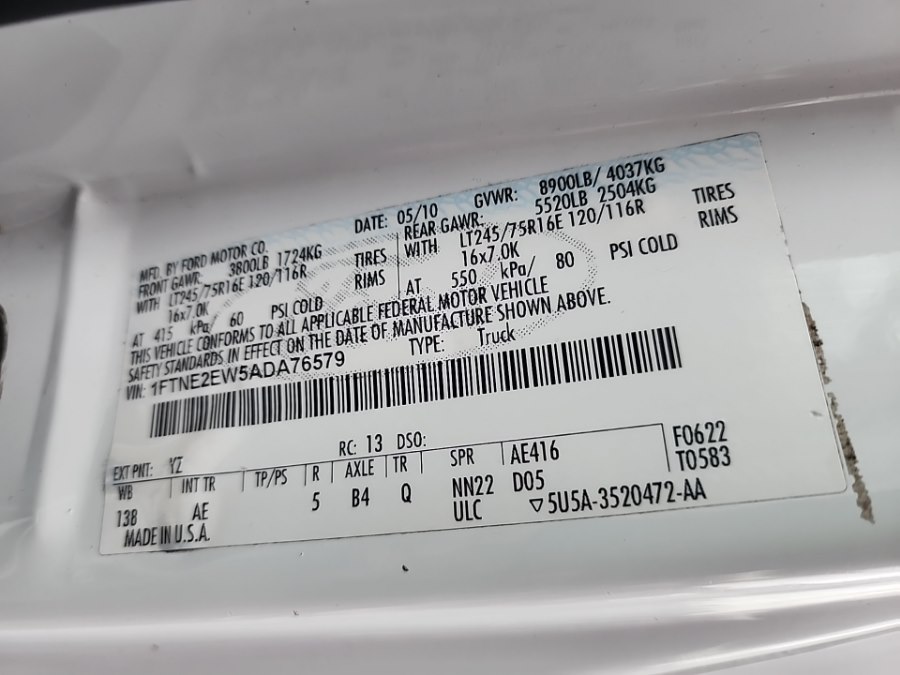 MFD. BY FORD MOTOR CO.
DATE: 05/10 GVWR: 8900LB/ 4037KG
FRONT GAWR: 3800LB 1724KG
REAR GAWR: 5520LB 2504KG
WITH LT245/75R16E 120/116R TIRES
WITH LT245/75R16E 120/116R TIRES
16x7.0K RIMS
16x7.0K RIMS
AT 415 kPa/ 60 PSI COLD
AT 550 kPa/ 80 PSI COLD
THIS VEHICLE CONFORMS TO ALL APPLICABLE FEDERAL MOTOR VEHICLE
SAFETY STANDARDS IN EFFECT ON THE DATE OF MANUFACTURE SHOWN ABOVE.
VIN: 1FTNE2EW5ADA76579
TYPE: Truck
EXT PNT: YZ RC: 13 DSO:
WB INT TR TP/PS R AXLE TR SPR AE416 F0622
138 AE 5 B4 Q NN22 D05 T0583
MADE IN U.S.A. ULC ▽5U5A-3520472-AA